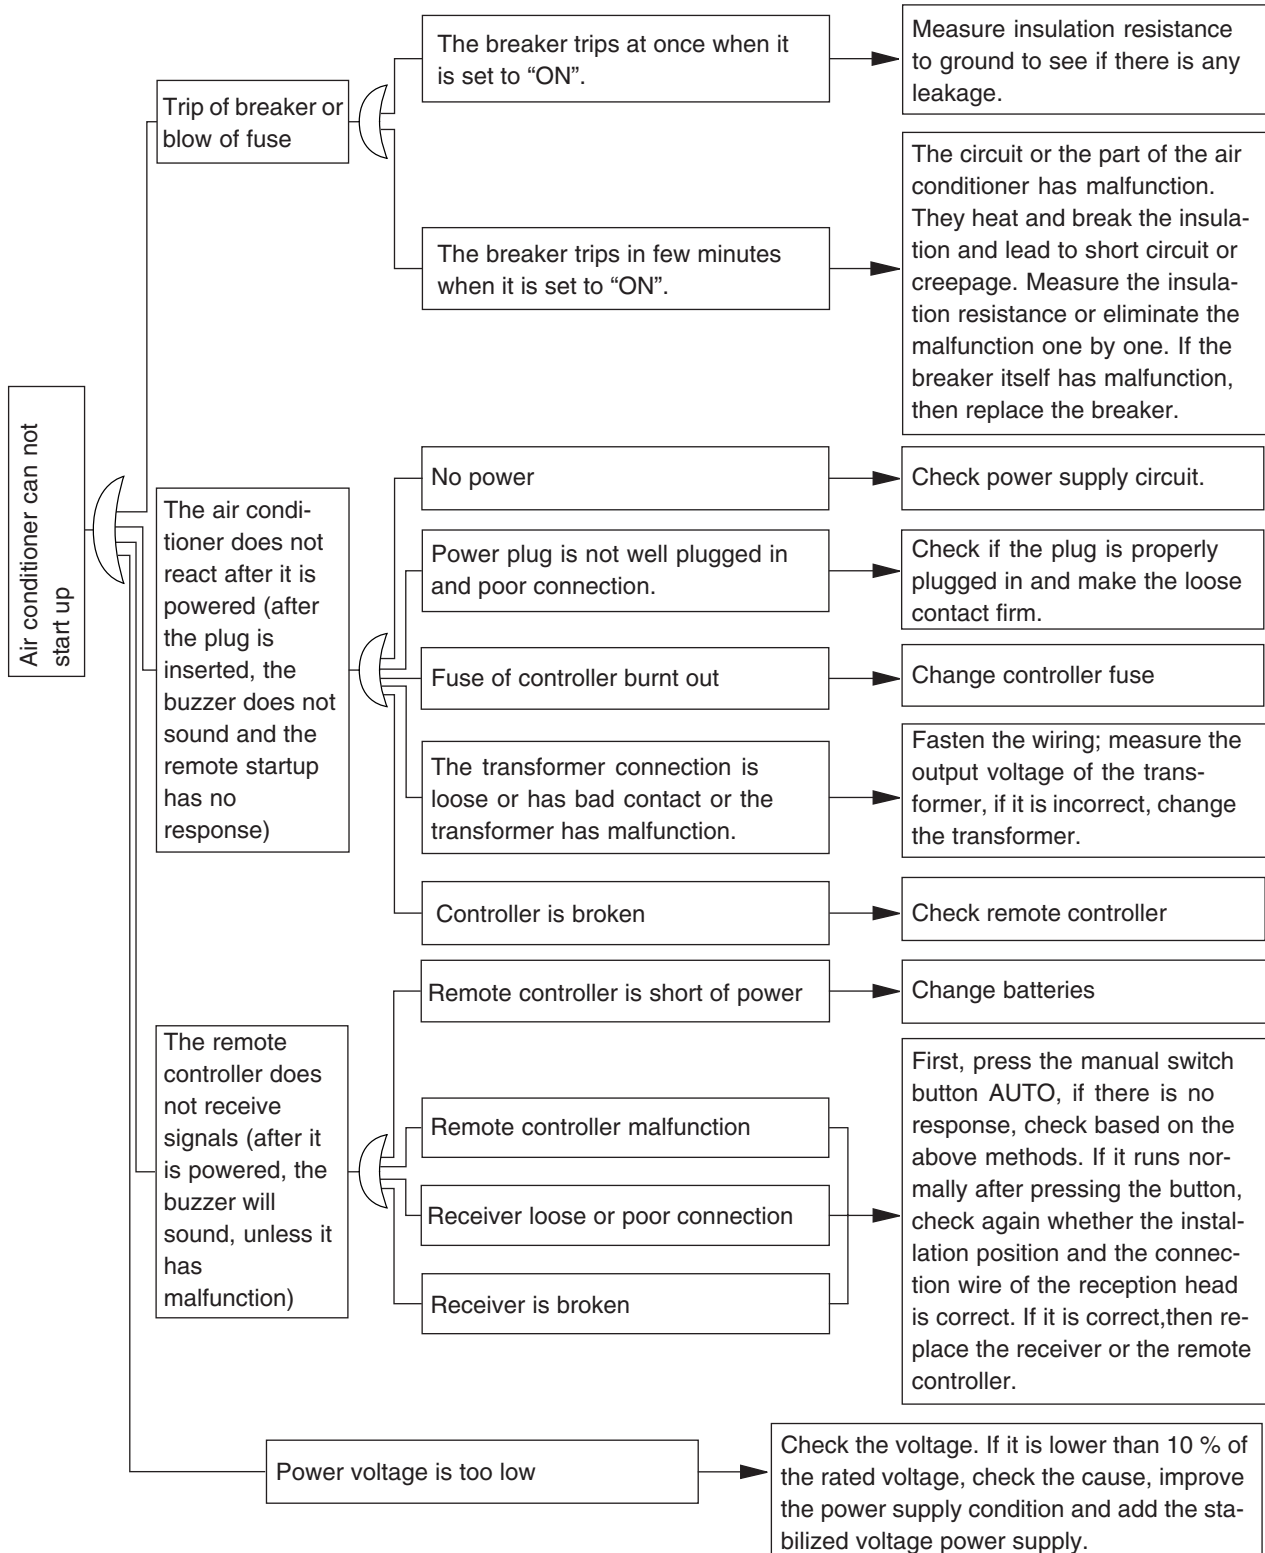 Air conditioner can not
start up
Trip of breaker or
blow of fuse
The breaker trips at once when it
is set to “ON”.
Measure insulation resistance
to ground to see if there is any
leakage.
The breaker trips in few minutes
when it is set to “ON”.
The circuit or the part of the air
conditioner has malfunction.
They heat and break the insula-
tion and lead to short circuit or
creepage. Measure the insula-
tion resistance or eliminate the
malfunction one by one. If the
breaker itself has malfunction,
then replace the breaker.
The air condi-
tioner does not
react after it is
powered (after
the plug is
inserted, the
buzzer does not
sound and the
remote startup
has no
response)
No power
Check power supply circuit.
Power plug is not well plugged in
and poor connection.
Check if the plug is properly
plugged in and make the loose
contact firm.
Fuse of controller burnt out
Change controller fuse
The transformer connection is
loose or has bad contact or the
transformer has malfunction.
Fasten the wiring; measure the
output voltage of the trans-
former, if it is incorrect, change
the transformer.
Controller is broken
Check remote controller
The remote
controller does
not receive
signals (after it
is powered, the
buzzer will
sound, unless it
has
malfunction)
Remote controller is short of power
Change batteries
Remote controller malfunction
Receiver loose or poor connection
Receiver is broken
First, press the manual switch
button AUTO, if there is no
response, check based on the
above methods. If it runs nor-
mally after pressing the button,
check again whether the instal-
lation position and the connec-
tion wire of the reception head
is correct. If it is correct,then re-
place the receiver or the remote
controller.
Power voltage is too low
Check the voltage. If it is lower than 10 % of
the rated voltage, check the cause, improve
the power supply condition and add the sta-
bilized voltage power supply.